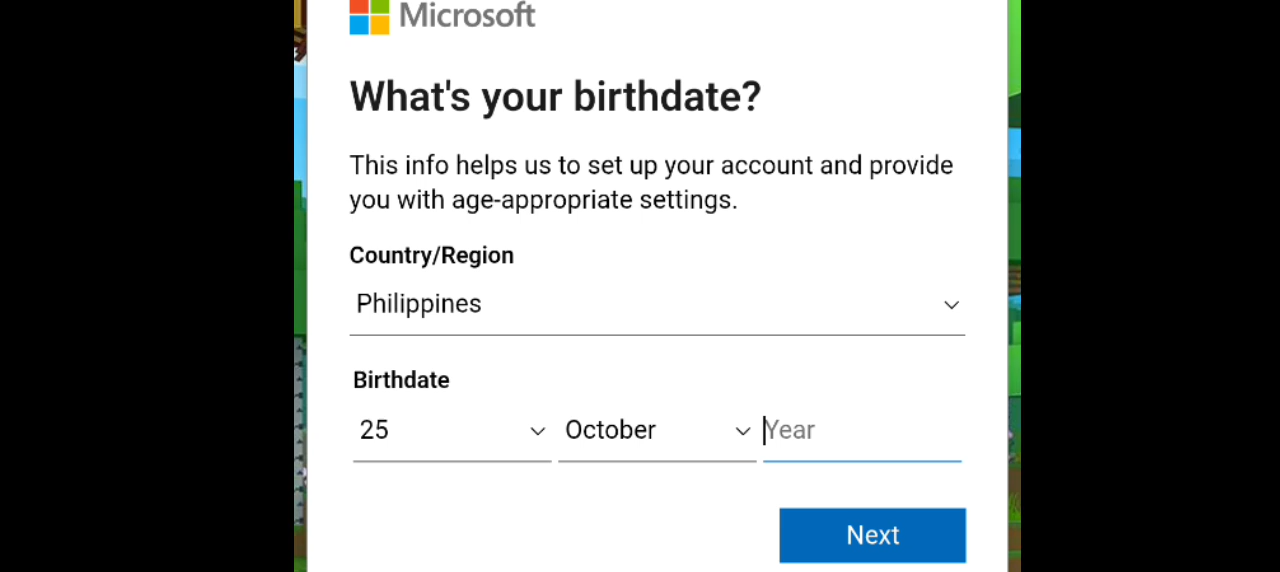 Microsoft
What's your birthdate?
This info helps us to set up your account and provide
you with age-appropriate settings.
Country/Region
Philippines
Birthdate
25 October Year
Next